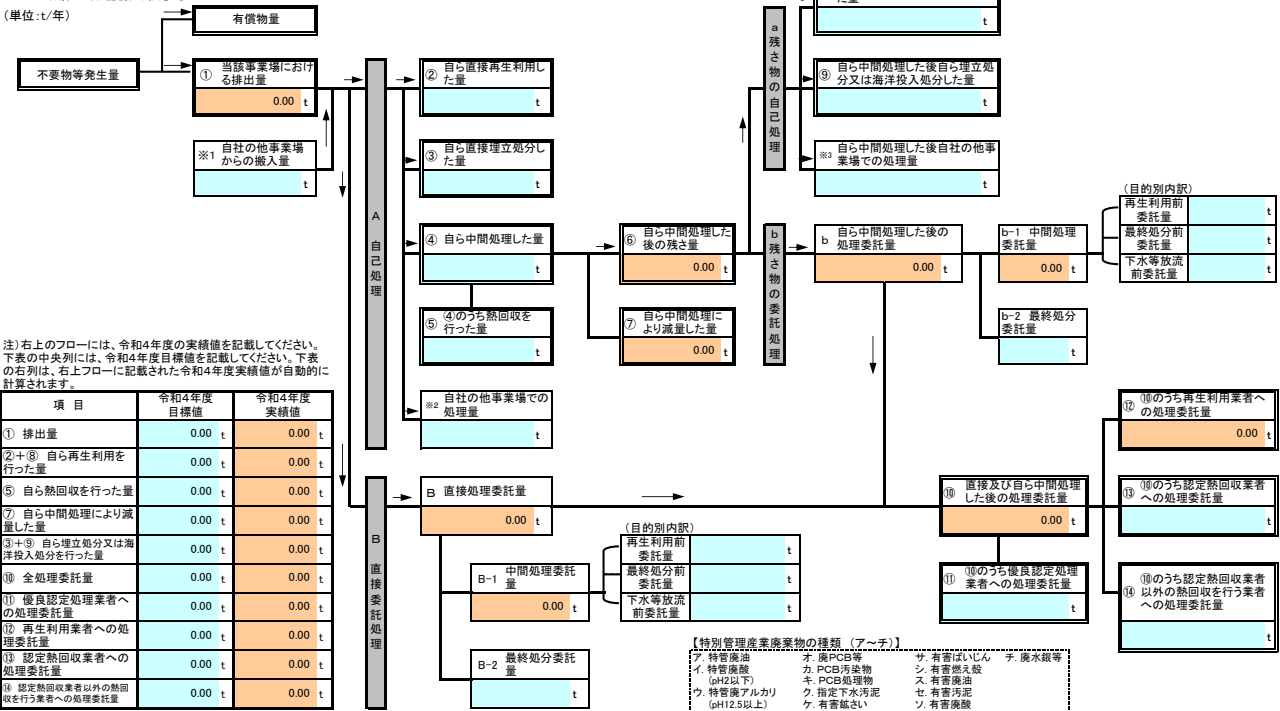 (単位:t/年)
有償物量
不要物等発生量
① 当該事業場におけ
る排出量
0.00 t
※1 自社の他事業場
からの搬入量
t
A 自己処理
② 自ら直接再生利用し
た量
t
③ 自ら直接埋立処分し
た量
t
④ 自ら中間処理した量
t
⑤ ④のうち熱回収を
行った量
t
※2 自社の他事業場での
処理量
t
⑥ 自ら中間処理した
後の残さ量
0.00 t
⑦ 自ら中間処理に
より減量した量
0.00 t
a 残さ物の自己処理
た量
t
⑨ 自ら中間処理した後自ら埋立処
分又は海洋投入処分した量
t
※3 自ら中間処理した後自社の他事
業場での処理量
t
b 残さ物の委託処理
b 自ら中間処理した後の
処理委託量
0.00 t
b-1 中間処理
委託量
0.00 t
(目的別内訳)
再生利用前
委託量
t
最終処分前
委託量
t
下水等放流
前委託量
t
b-2 最終処分
委託量
t
注)右上のフローには、令和4年度の実績値を記載してください。
下表の中央列には、令和4年度目標値を記載してください。下表
の右列は、右上フローに記載された令和4年度実績値が自動的に
計算されます。
項 目 令和4年度
目標値 令和4年度
実績値
① 排出量 0.00 t 0.00 t
②+⑧ 自ら再生利用を
行った量 0.00 t 0.00 t
⑤ 自ら熱回収を行った量 0.00 t 0.00 t
⑦ 自ら中間処理により減
量した量 0.00 t 0.00 t
③+⑨ 自ら埋立処分又は海
洋投入処分を行った量 0.00 t 0.00 t
⑩ 全処理委託量 0.00 t 0.00 t
⑪ 優良認定処理業者へ
の処理委託量 0.00 t 0.00 t
⑫ 再生利用業者への処
理委託量 0.00 t 0.00 t
⑬ 認定熱回収業者への
処理委託量 0.00 t 0.00 t
⑭ 認定熱回収業者以外の熱回
収を行う業者への処理委託量 0.00 t 0.00 t
B 直接委託処理
B 直接処理委託量
0.00 t
B-1 中間処理委託
量
0.00 t
(目的別内訳)
再生利用前
委託量
t
最終処分前
委託量
t
下水等放流
前委託量
t
B-2 最終処分委託
量
t
⑩ 直接及び自ら中間処理
した後の処理委託量
0.00 t
⑪ ⑩のうち優良認定処理
業者への処理委託量
t
⑫ ⑩のうち再生利用業者へ
の処理委託量
0.00 t
⑬ ⑩のうち認定熱回収業者
への処理委託量
t
⑭ ⑩のうち認定熱回収業者
以外の熱回収を行う業者
への処理委託量
t
【特別管理産業廃棄物の種類 (ア~チ)】
ア. 特管廃油 オ. 廃PCB等 サ. 有害ばいじん チ. 廃水銀等
イ. 特管廃酸 カ. PCB汚染物 シ. 有害燃え殻
(pH2以下) キ. PCB処理物 ス. 有害廃油
ウ. 特管廃アルカリ ク. 指定下水汚泥 セ. 有害汚泥
(pH12.5以上) ケ. 有害鉱さい ソ. 有害廃酸